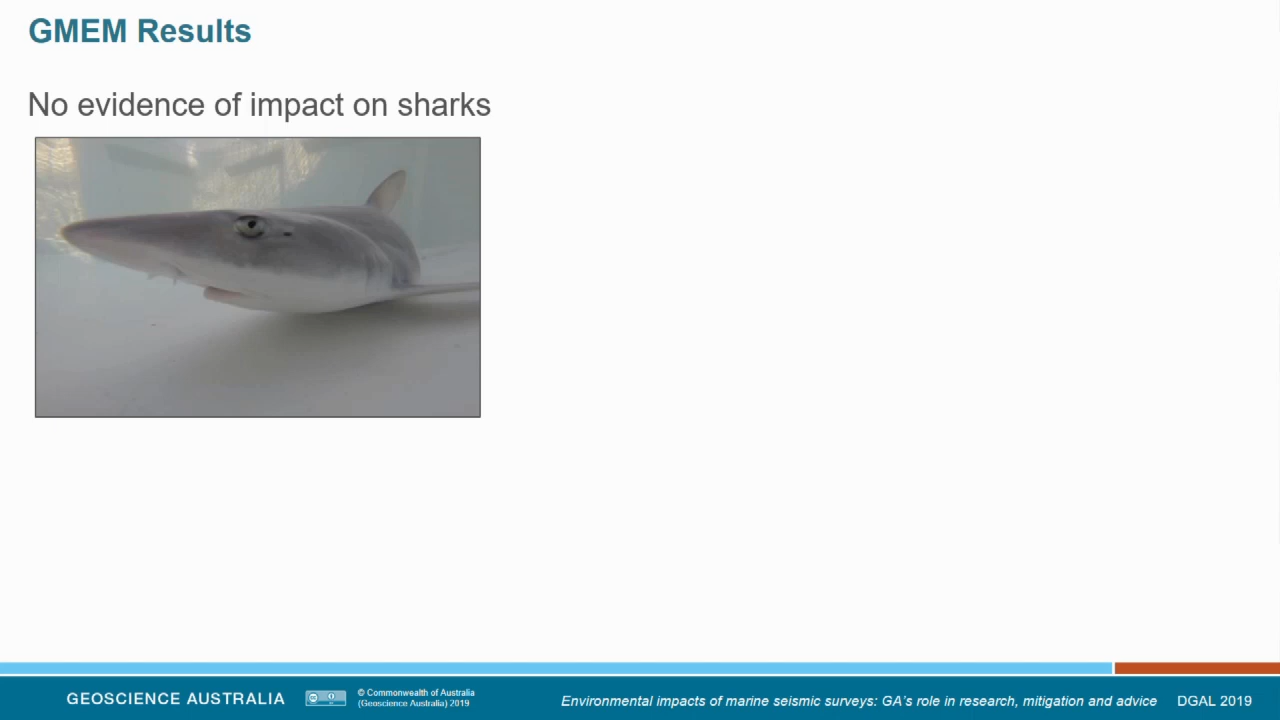 GMEM Results
No evidence of impact on sharks
GEOSCIENCE AUSTRALIA
© Commonwealth of Australia
(Geoscience Australia) 2019
Environmental impacts of marine seismic surveys: GA's role in research, mitigation and advice
DGAL 2019